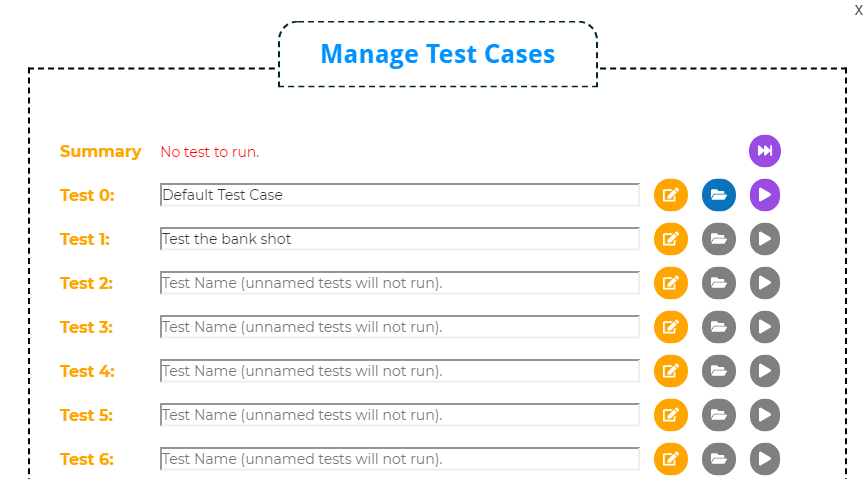 X
Manage Test Cases
Summary No test to run.
Test 0: Default Test Case
Test 1: Test the bank shot
Test 2: Test Name (unnamed tests will not run).
Test 3: Test Name (unnamed tests will not run).
Test 4: Test Name (unnamed tests will not run).
Test 5: Test Name (unnamed tests will not run).
Test 6: Test Name (unnamed tests will not run).